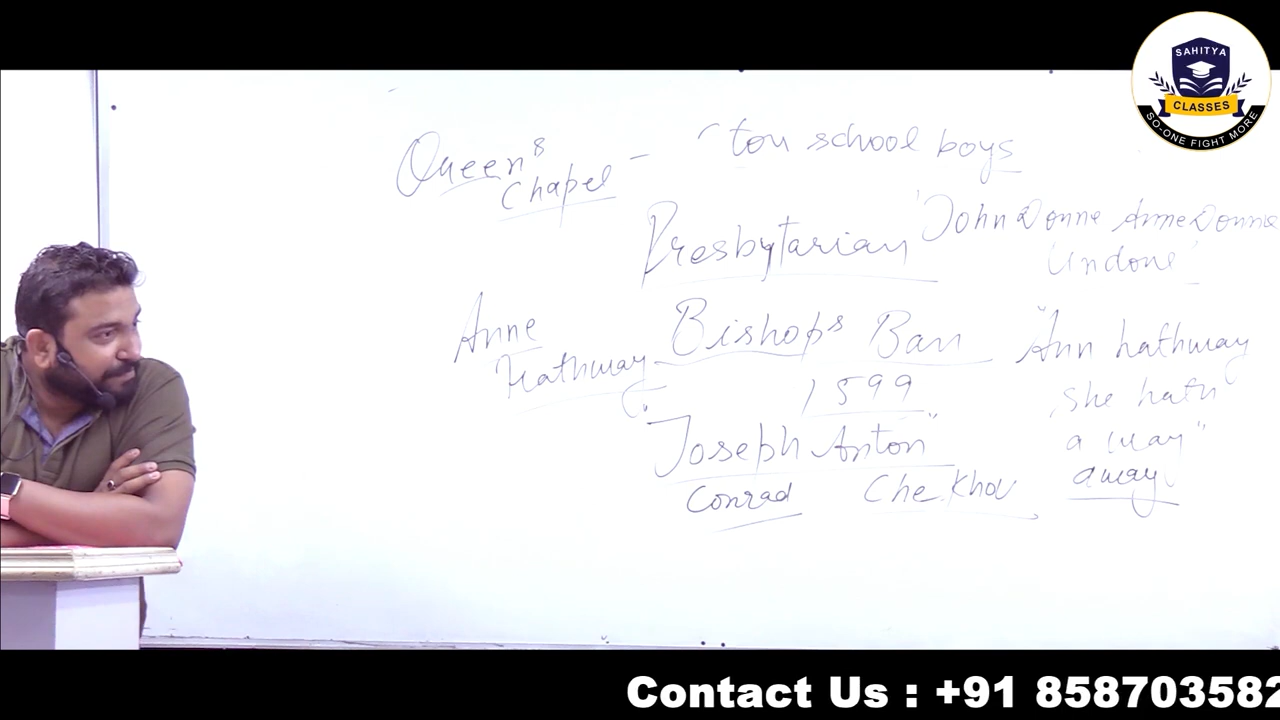 SAHITYA
CLASSES
SO-ONE FIGHT MORE
Queen's Chapel -
school boys
Presbytarian
'John Donne Anne Donne
Undone'
Anne
Hathway
Bishop's Ban
1599
"Ann hathway
she hath
a way"
away
"Joseph Anton"
Conrad Chekhov
Contact Us : +91 858703582